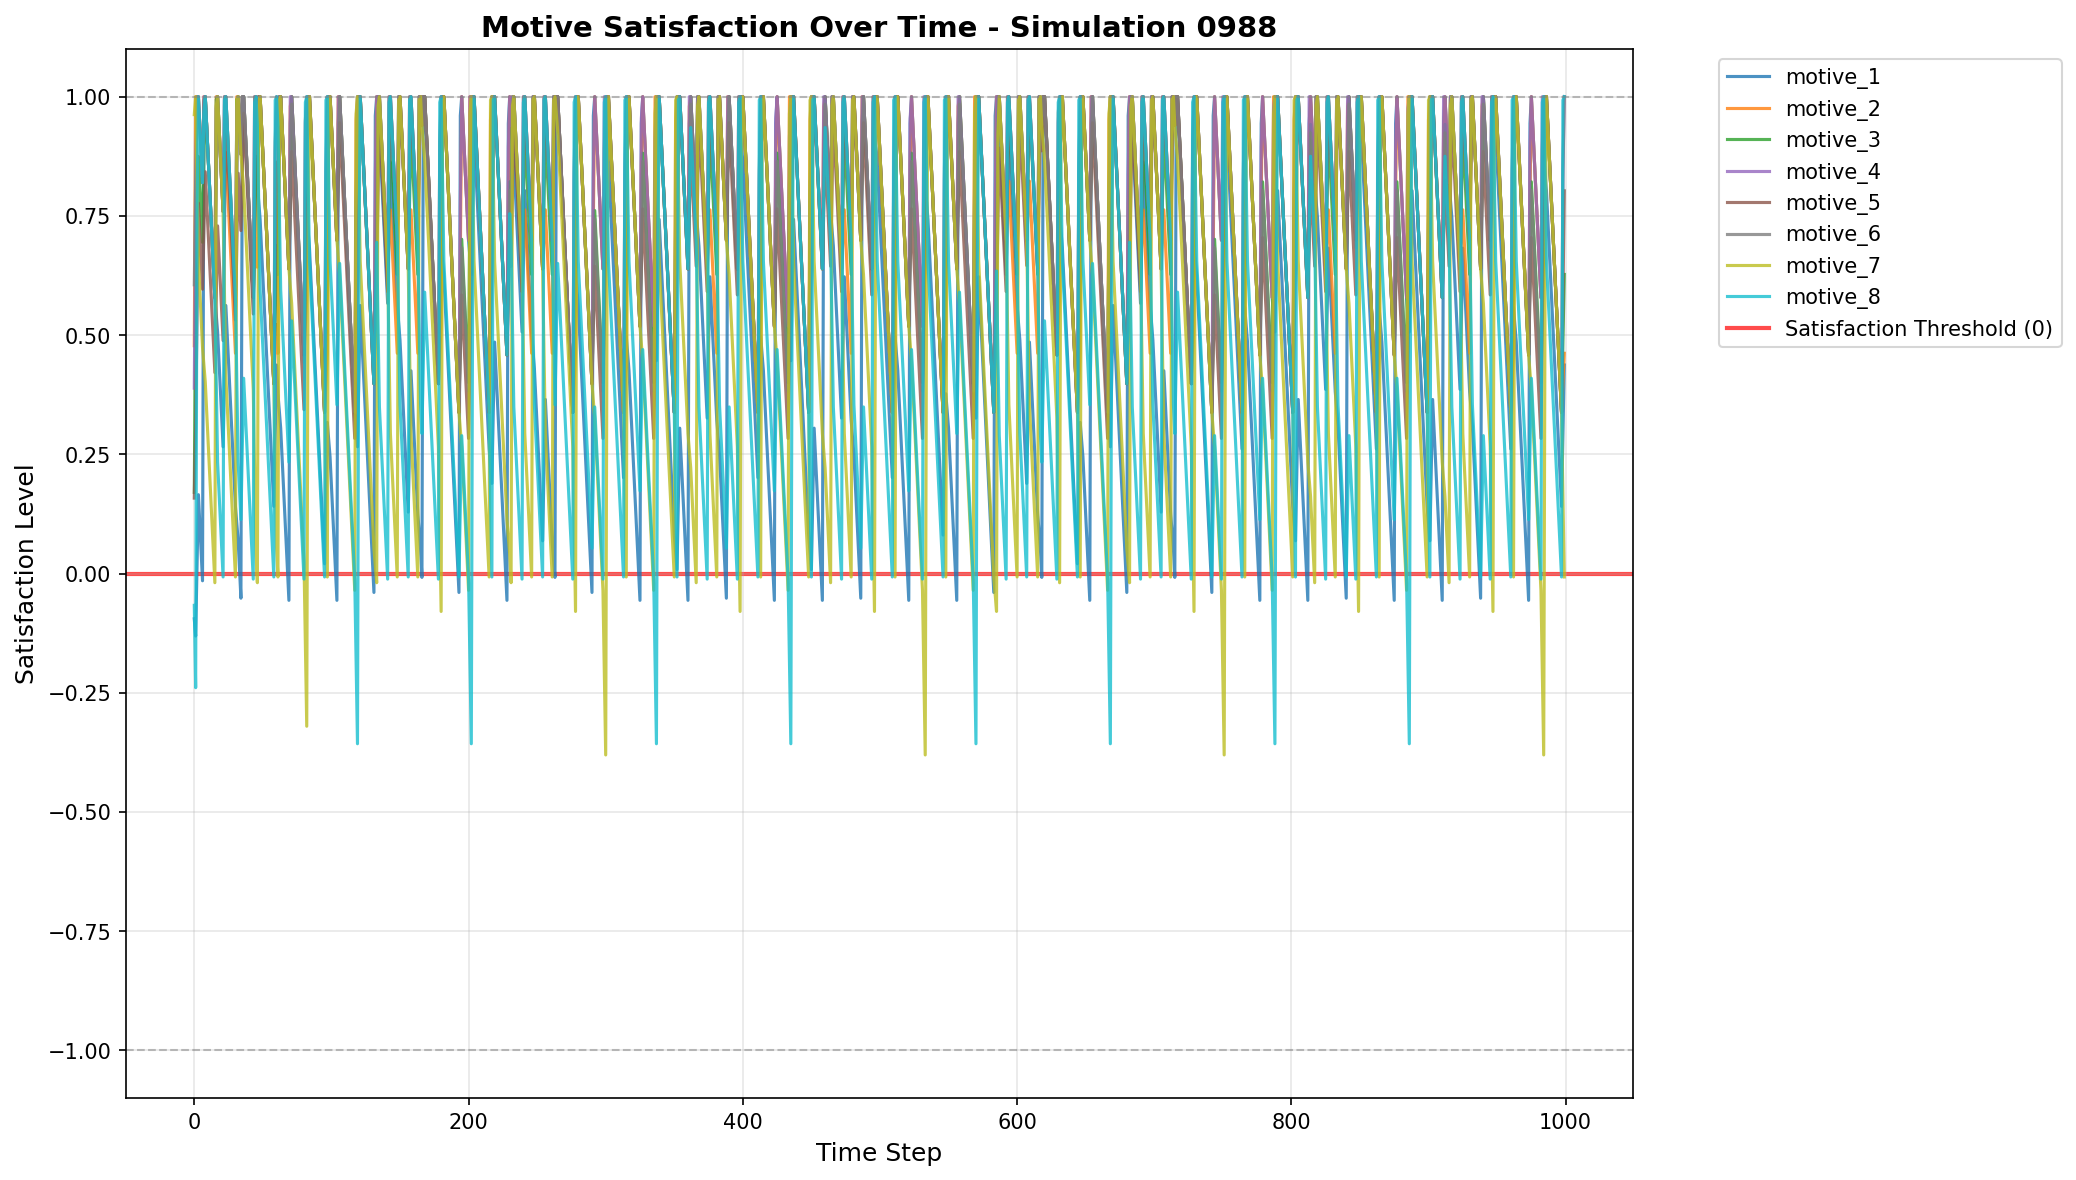 Motive Satisfaction Over Time - Simulation 0988
1.00
0.75
0.50
0.25
0.00
−0.25
−0.50
−0.75
−1.00
Satisfaction Level
0
200
400
600
800
1000
Time Step
motive_1
motive_2
motive_3
motive_4
motive_5
motive_6
motive_7
motive_8
Satisfaction Threshold (0)